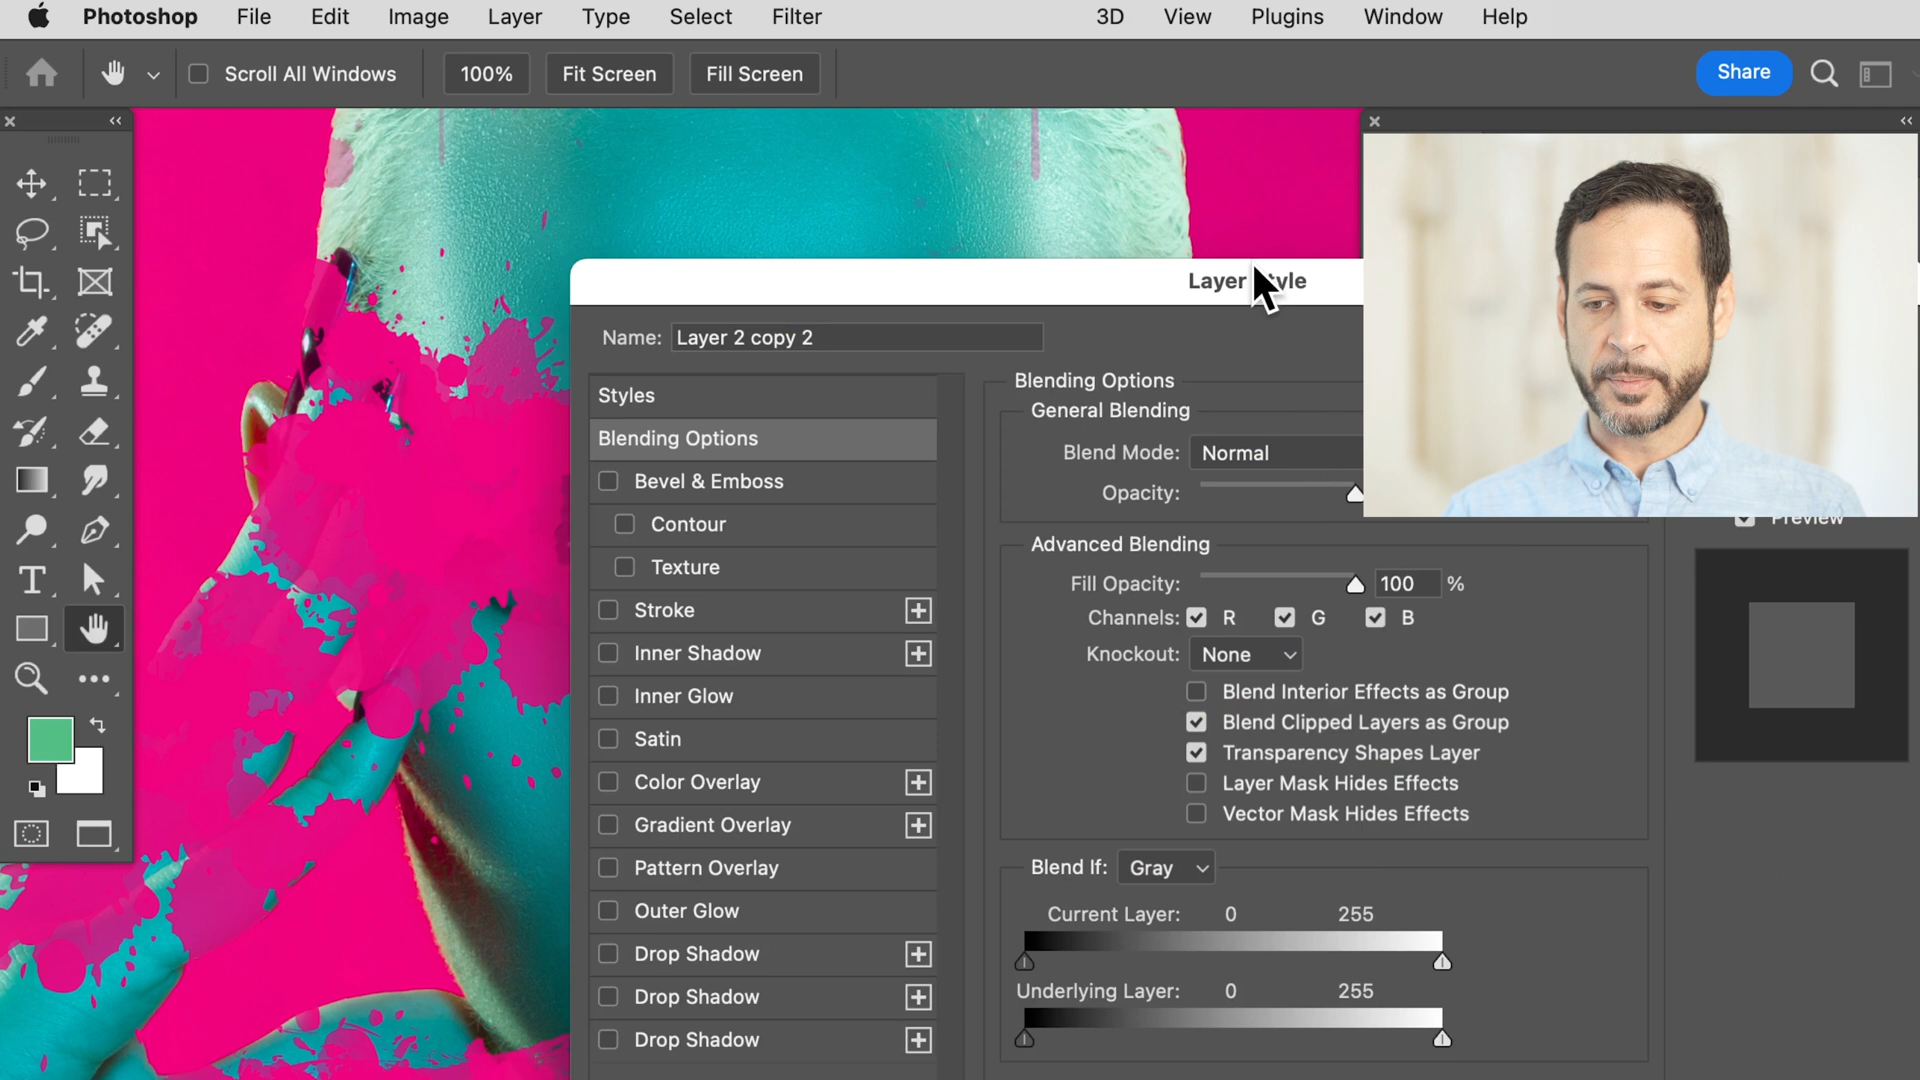 Photoshop File Edit Image Layer Type Select Filter 3D View Plugins Window Help
Scroll All Windows 100% Fit Screen Fill Screen Share
Layer Style
Name: Layer 2 copy 2
Styles
Blending Options
Bevel & Emboss
Contour
Texture
Stroke
Inner Shadow
Inner Glow
Satin
Color Overlay
Gradient Overlay
Pattern Overlay
Outer Glow
Drop Shadow
Drop Shadow
Drop Shadow
Blending Options
General Blending
Blend Mode: Normal
Opacity:
Preview
Advanced Blending
Fill Opacity: 100 %
Channels: R G B
Knockout: None
Blend Interior Effects as Group
Blend Clipped Layers as Group
Transparency Shapes Layer
Layer Mask Hides Effects
Vector Mask Hides Effects
Blend If: Gray
Current Layer: 0 255
Underlying Layer: 0 255